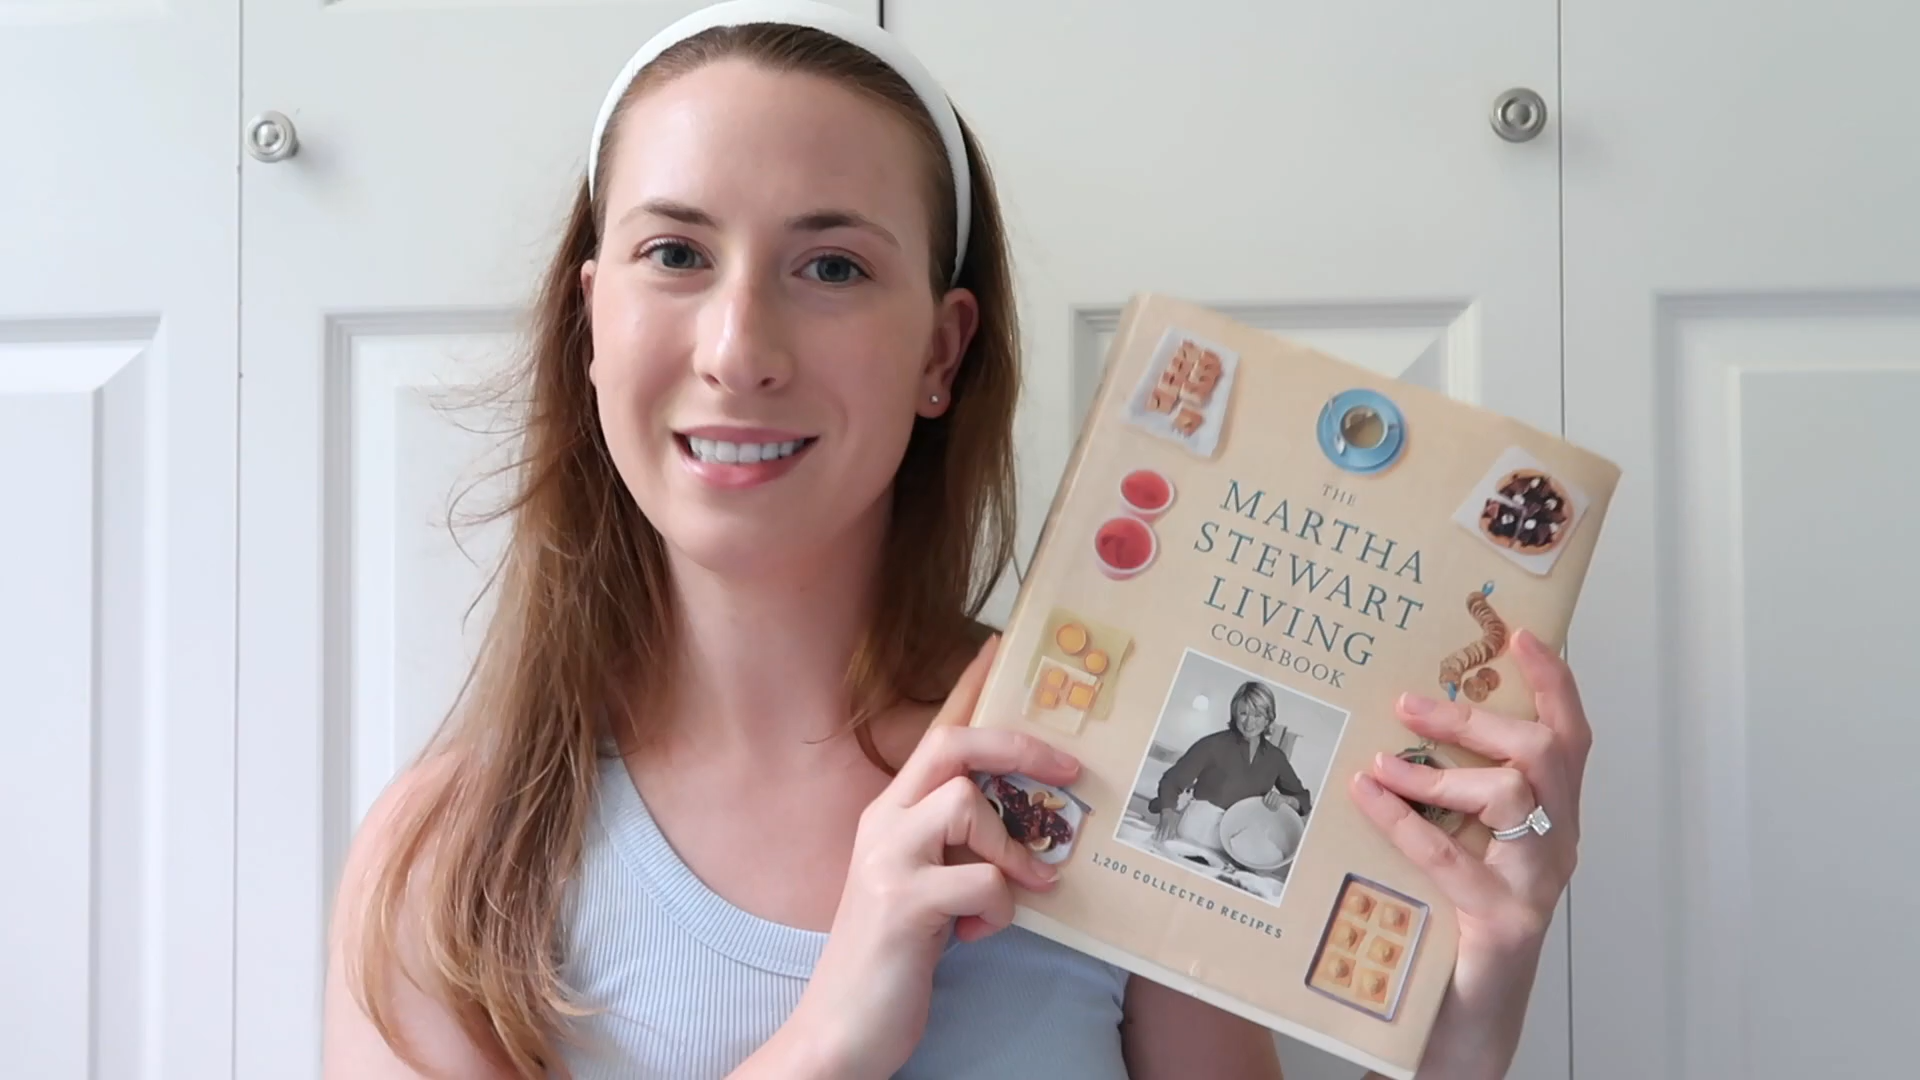 THE
MARTHA
STEWART
LIVING
COOKBOOK
1,200 COLLECTED RECIPES